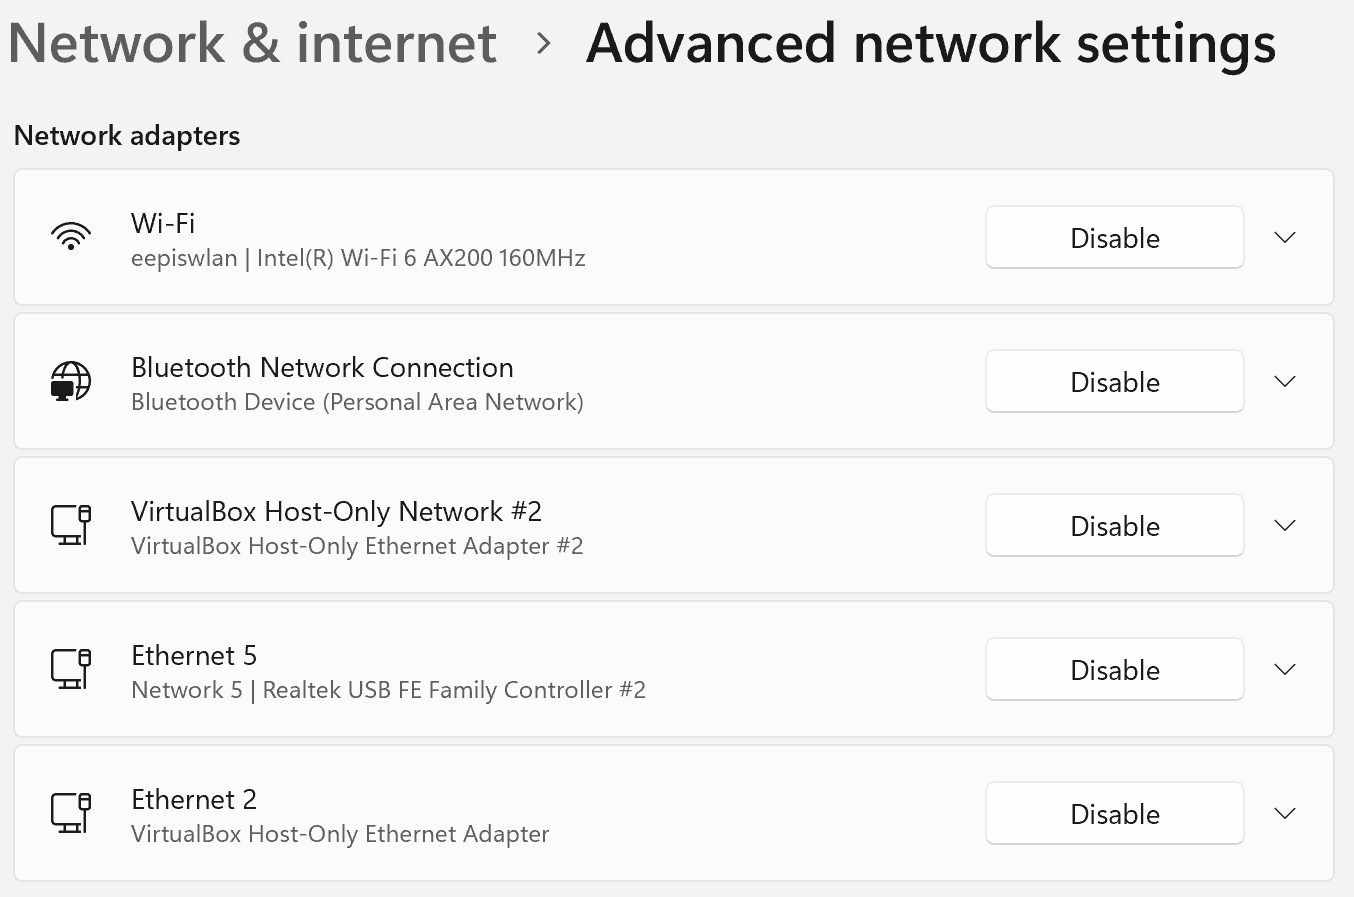 Network & internet > Advanced network settings
Network adapters
Wi-Fi
eepiswlan | Intel(R) Wi-Fi 6 AX200 160MHz
Disable
Bluetooth Network Connection
Bluetooth Device (Personal Area Network)
Disable
VirtualBox Host-Only Network #2
VirtualBox Host-Only Ethernet Adapter #2
Disable
Ethernet 5
Network 5 | Realtek USB FE Family Controller #2
Disable
Ethernet 2
VirtualBox Host-Only Ethernet Adapter
Disable